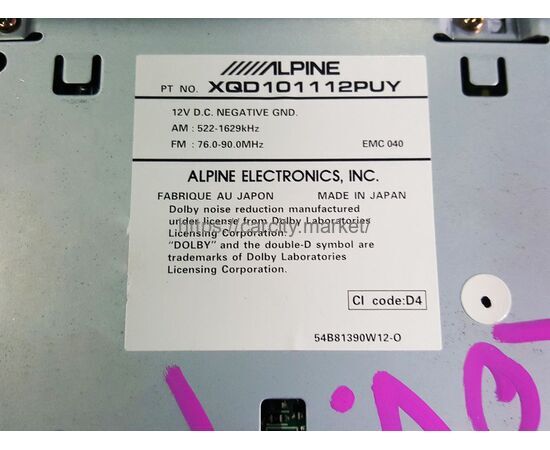 ALPINE
PT NO. XQD101112PUY
12V D.C. NEGATIVE GND.
AM : 522-1629kHz
FM : 76.0-90.0MHz EMC 040
ALPINE ELECTRONICS, INC.
FABRIQUE AU JAPON MADE IN JAPAN
Dolby noise reduction manufactured
under license from Dolby Laboratories
https://carcity.market/
Licensing Corporation.
"DOLBY" and the double-D symbol are
trademarks of Dolby Laboratories
Licensing Corporation.
CI code:D4
54B81390W12-O